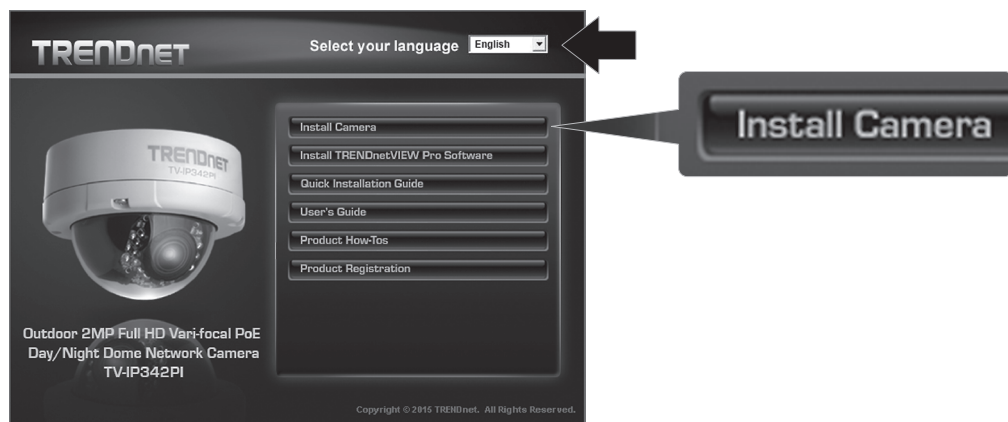 TRENDnet
Select your language English
TRENDnet
TV-IP342PI
Install Camera
Install TRENDnetVIEW Pro Software
Quick Installation Guide
User's Guide
Product How-Tos
Product Registration
Outdoor 2MP Full HD Vari-focal PoE
Day/Night Dome Network Camera
TV-IP342PI
Copyright © 2015 TRENDnet. All Rights Reserved.
Install Camera